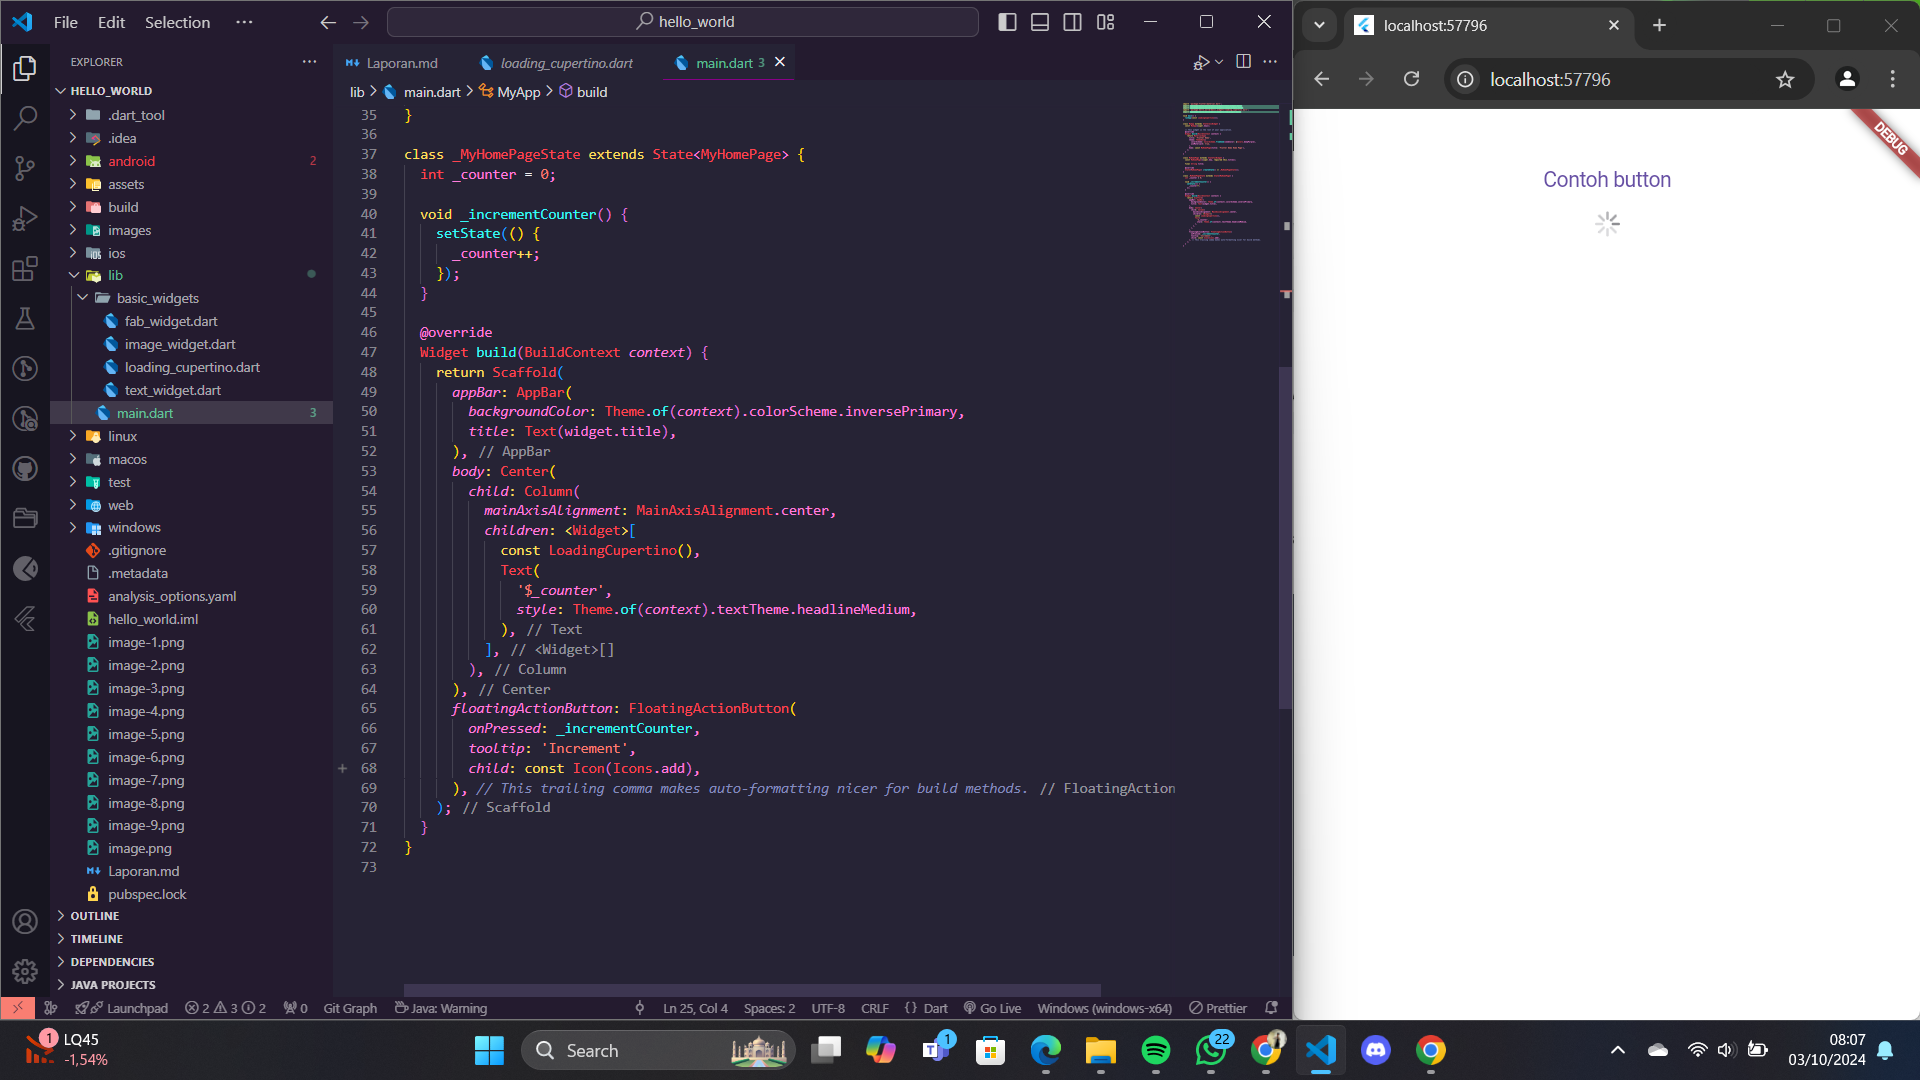 File
Edit
Selection
hello_world
EXPLORER
HELLO_WORLD
.dart_tool
.idea
android 2
assets
build
images
ios
lib
basic_widgets
fab_widget.dart
image_widget.dart
loading_cupertino.dart
text_widget.dart
main.dart 3
linux
macos
test
web
windows
.gitignore
.metadata
analysis_options.yaml
hello_world.iml
image-1.png
image-2.png
image-3.png
image-4.png
image-5.png
image-6.png
image-7.png
image-8.png
image-9.png
image.png
Laporan.md
pubspec.lock
OUTLINE
TIMELINE
DEPENDENCIES
JAVA PROJECTS
Laporan.md
loading_cupertino.dart
main.dart 3
lib > main.dart > MyApp > build
35 }
36
37 class _MyHomePageState extends State<MyHomePage> {
38 int _counter = 0;
39
40 void _incrementCounter() {
41 setState(() {
42 _counter++;
43 });
44 }
45
46 @override
47 Widget build(BuildContext context) {
48 return Scaffold(
49 appBar: AppBar(
50 backgroundColor: Theme.of(context).colorScheme.inversePrimary,
51 title: Text(widget.title),
52 ), // AppBar
53 body: Center(
54 child: Column(
55 mainAxisAlignment: MainAxisAlignment.center,
56 children: <Widget>[
57 const LoadingCupertino(),
58 Text(
59 '$_counter',
60 style: Theme.of(context).textTheme.headlineMedium,
61 ), // Text
62 ], // <Widget>[]
63 ), // Column
64 ), // Center
65 floatingActionButton: FloatingActionButton(
66 onPressed: _incrementCounter,
67 tooltip: 'Increment',
68 child: const Icon(Icons.add),
69 ), // This trailing comma makes auto-formatting nicer for build methods. // FloatingAction
70 ); // Scaffold
71 }
72 }
73
Launchpad
2 3 2
0
Git Graph
Java: Warning
Ln 25, Col 4
Spaces: 2
UTF-8
CRLF
{} Dart
Go Live
Windows (windows-x64)
Prettier
localhost:57796
localhost:57796
DEBUG
Contoh button
1
LQ45
-1,54%
Search
1
22
08:07
03/10/2024